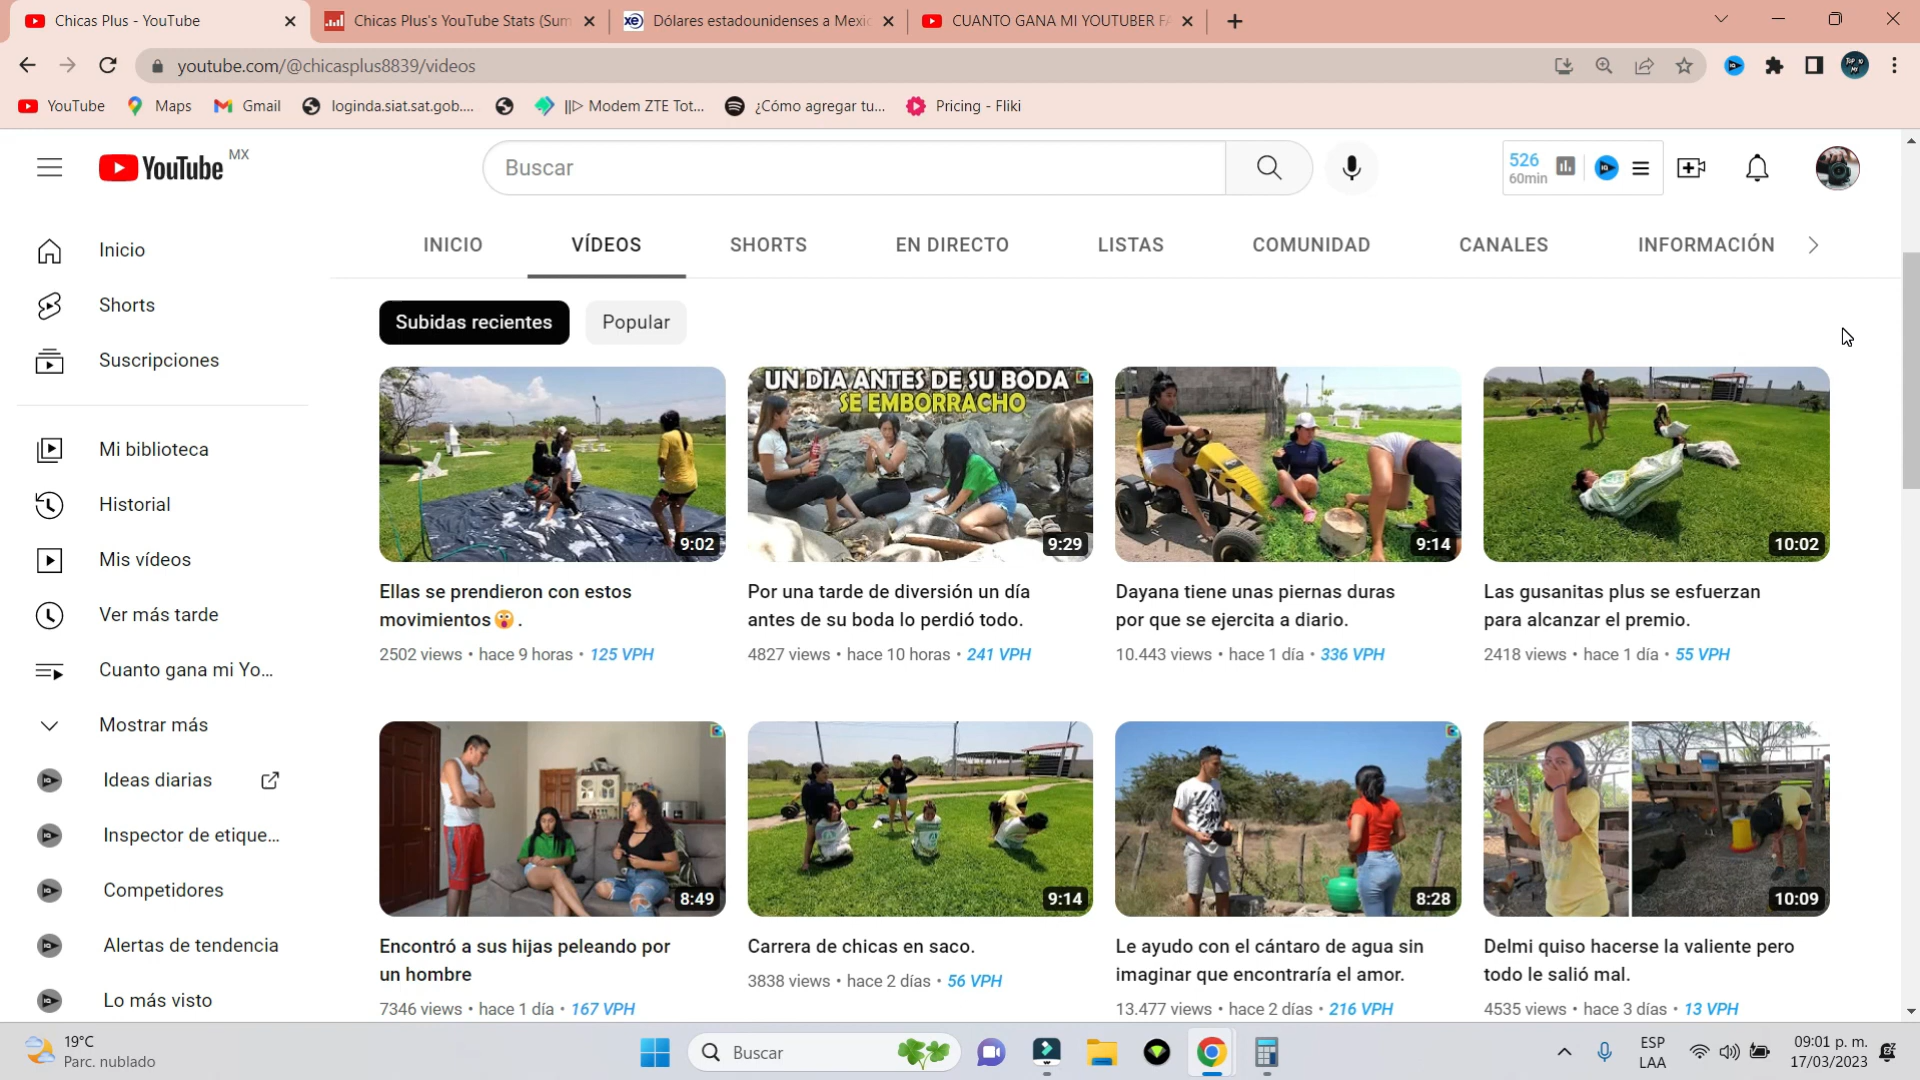 Chicas Plus - YouTube
Chicas Plus's YouTube Stats (Sum
Dólares estadounidenses a Mexic
CUANTO GANA MI YOUTUBER FA
youtube.com/@chicasplus8839/videos
YouTube
Maps
Gmail
loginda.siat.sat.gob....
||▷ Modem ZTE Tot...
¿Cómo agregar tu...
Pricing - Fliki
YouTube MX
Buscar
526
60min
INICIO
VÍDEOS
SHORTS
EN DIRECTO
LISTAS
COMUNIDAD
CANALES
INFORMACIÓN
Inicio
Shorts
Suscripciones
Mi biblioteca
Historial
Mis vídeos
Ver más tarde
Cuanto gana mi Yo...
Mostrar más
Ideas diarias
Inspector de etique...
Competidores
Alertas de tendencia
Lo más visto
Subidas recientes
Popular
9:02
UN DIA ANTES DE SU BODA
SE EMBORRACHO
9:29
9:14
10:02
Ellas se prendieron con estos
movimientos😲.
2502 views • hace 9 horas • 125 VPH
Por una tarde de diversión un día
antes de su boda lo perdió todo.
4827 views • hace 10 horas • 241 VPH
Dayana tiene unas piernas duras
por que se ejercita a diario.
10.443 views • hace 1 día • 336 VPH
Las gusanitas plus se esfuerzan
para alcanzar el premio.
2418 views • hace 1 día • 55 VPH
8:49
9:14
8:28
10:09
Encontró a sus hijas peleando por
un hombre
7346 views • hace 1 día • 167 VPH
Carrera de chicas en saco.
3838 views • hace 2 días • 56 VPH
Le ayudo con el cántaro de agua sin
imaginar que encontraría el amor.
13.477 views • hace 2 días • 216 VPH
Delmi quiso hacerse la valiente pero
todo le salió mal.
4535 views • hace 3 días • 13 VPH
19°C
Parc. nublado
Buscar
ESP
LAA
09:01 p. m.
17/03/2023